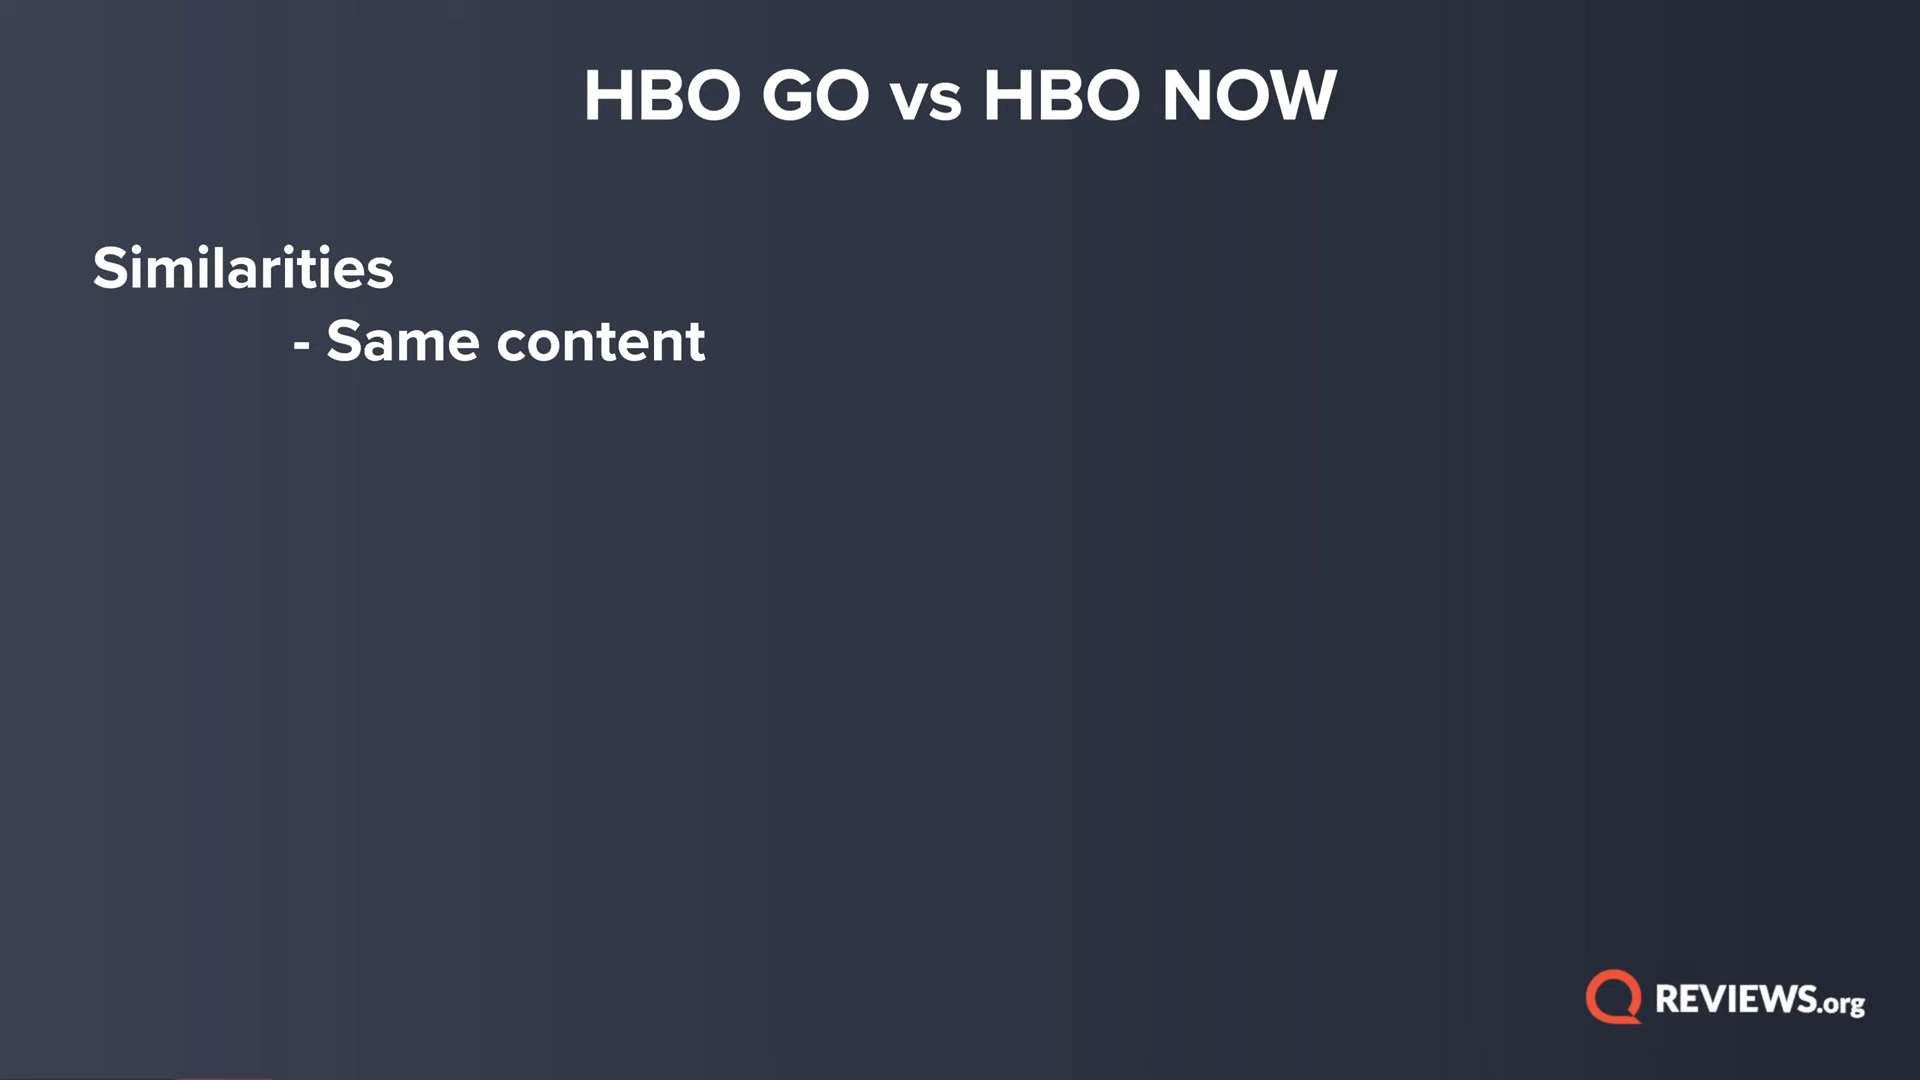 HBO GO vs HBO NOW
Similarities
- Same content
REVIEWS.org